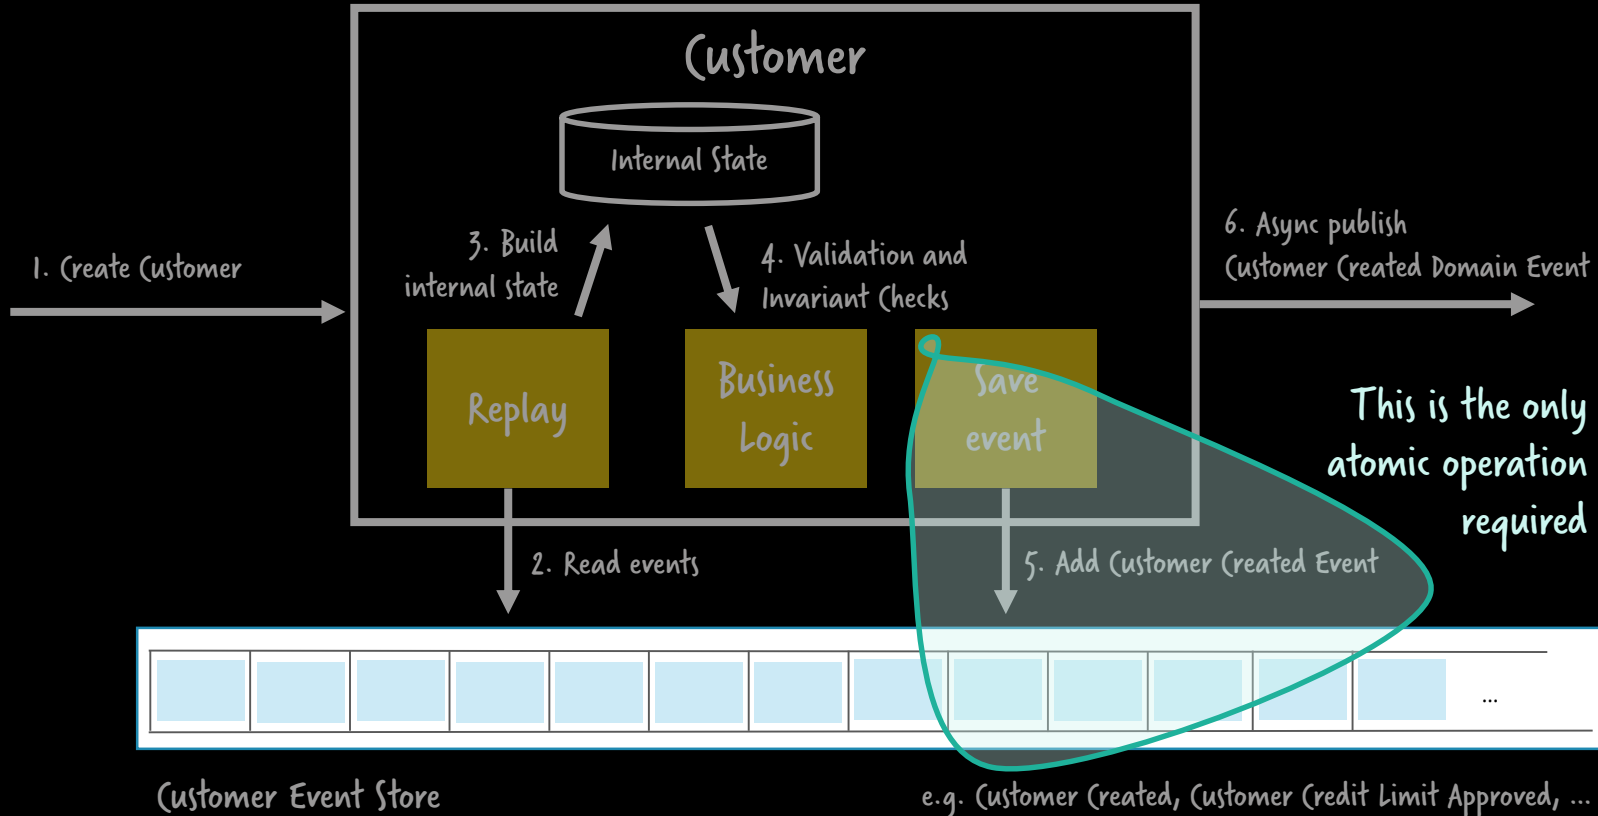 Customer
Internal State
1. Create Customer
3. Build
internal state
4. Validation and
Invariant Checks
6. Async publish
Customer Created Domain Event
Replay
Business
Logic
Save
event
This is the only
atomic operation
required
2. Read events
5. Add Customer Created Event
...
Customer Event Store
e.g. Customer Created, Customer Credit Limit Approved, ...